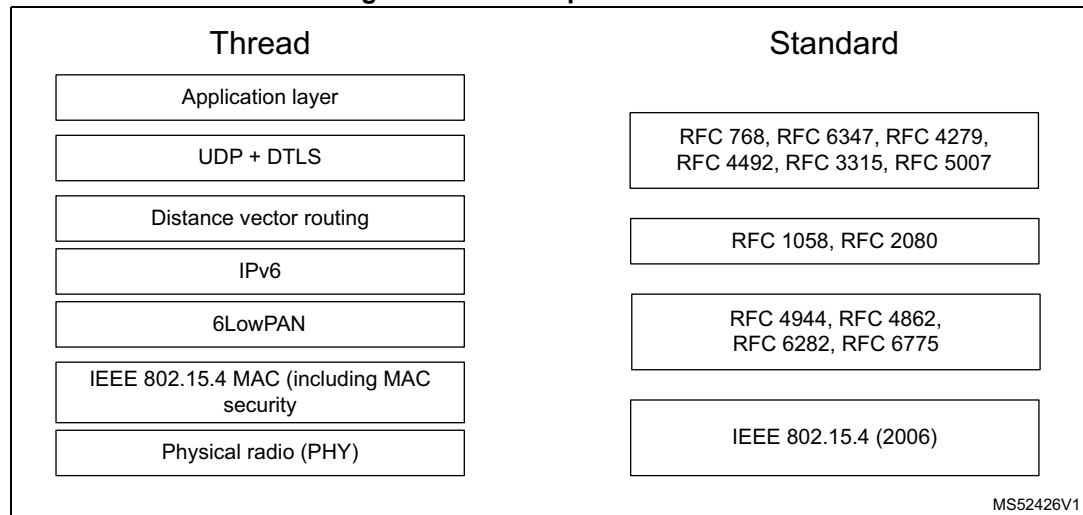 Thread
Application layer
UDP + DTLS
Distance vector routing
IPv6
6LowPAN
IEEE 802.15.4 MAC (including MAC
security
Physical radio (PHY)
Standard
RFC 768, RFC 6347, RFC 4279,
RFC 4492, RFC 3315, RFC 5007
RFC 1058, RFC 2080
RFC 4944, RFC 4862,
RFC 6282, RFC 6775
IEEE 802.15.4 (2006)
MS52426V1